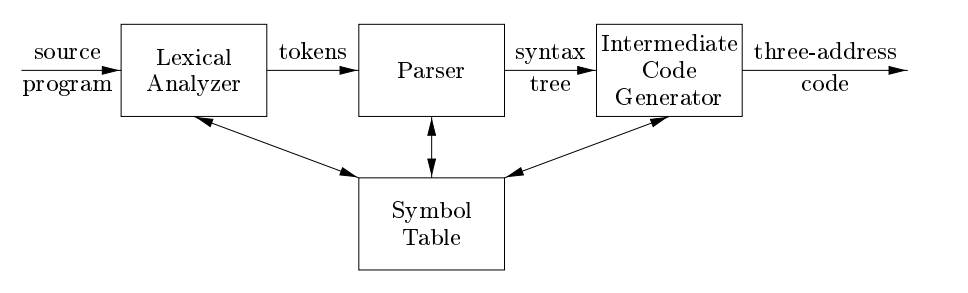 source
program
Lexical
Analyzer
tokens
Parser
syntax
tree
Intermediate
Code
Generator
three-address
code
Symbol
Table